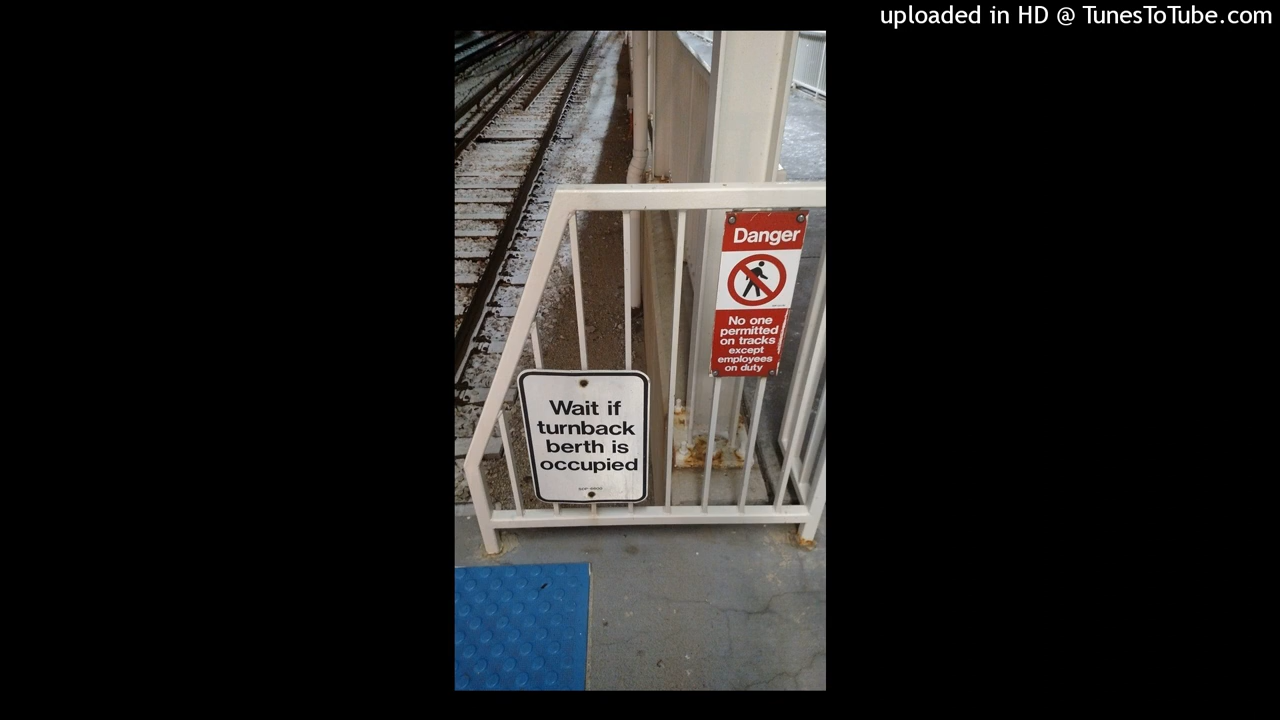 uploaded in HD @ TunesToTube.com
Danger
No one
permitted
on tracks
except
employees
on duty
Wait if
turnback
berth is
occupied